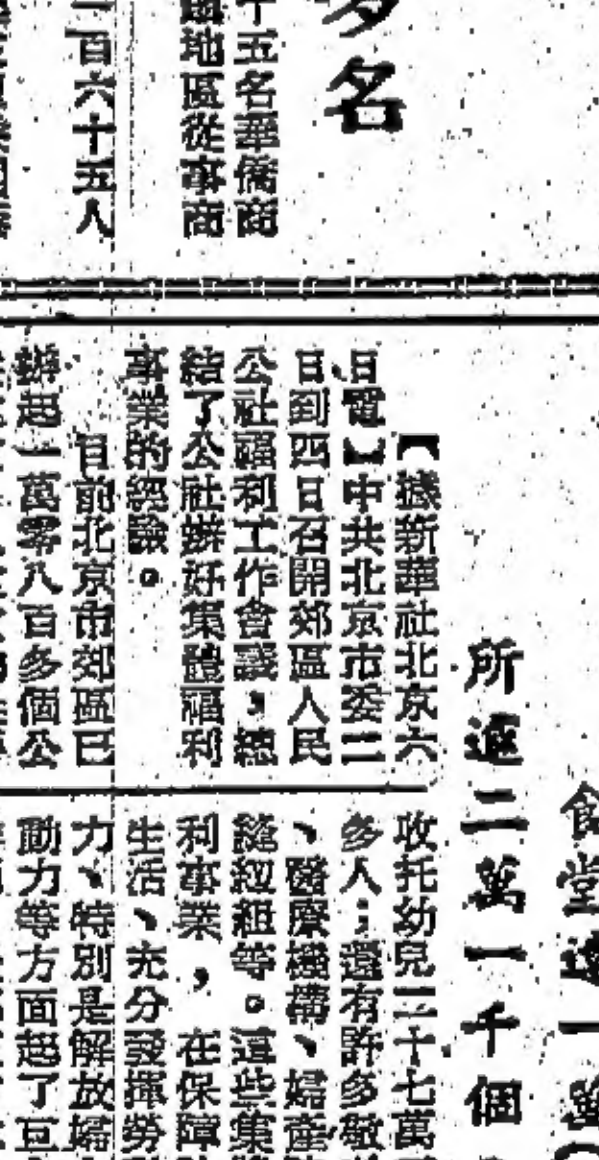 多名
十五名華僑商
地區從事商
一百六十五人
食堂達一萬
所達二萬一千個
【據新華社北京六
日電】中共北京市委二
日到四日召開郊區人民
公社福利工作會議，總
結了公社辦好集體福利
事業的經驗。
目前北京市郊區已
辦起一萬零八百多個公
收托幼兒二十七萬
多人；還有許多敬
、醫療機構、婦產
縫紉組等。這些集
利事業，在保障
生活、充分發揮勞
力、特別是解放婦
動力等方面起了巨